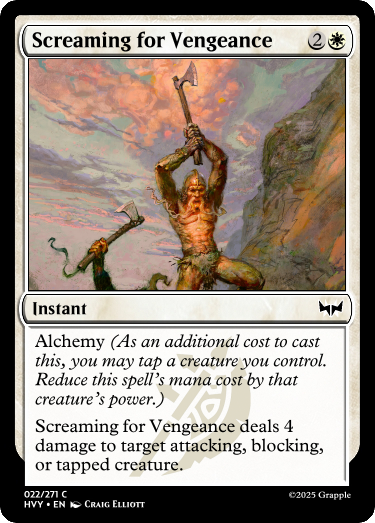 Screaming for Vengeance 2
Instant
Alchemy (As an additional cost to cast
this, you may tap a creature you control.
Reduce this spell's mana cost by that
creature's power.)
Screaming for Vengeance deals 4
damage to target attacking, blocking,
or tapped creature.
022/271 C
HVY • EN Craig Elliott
©2025 Grapple